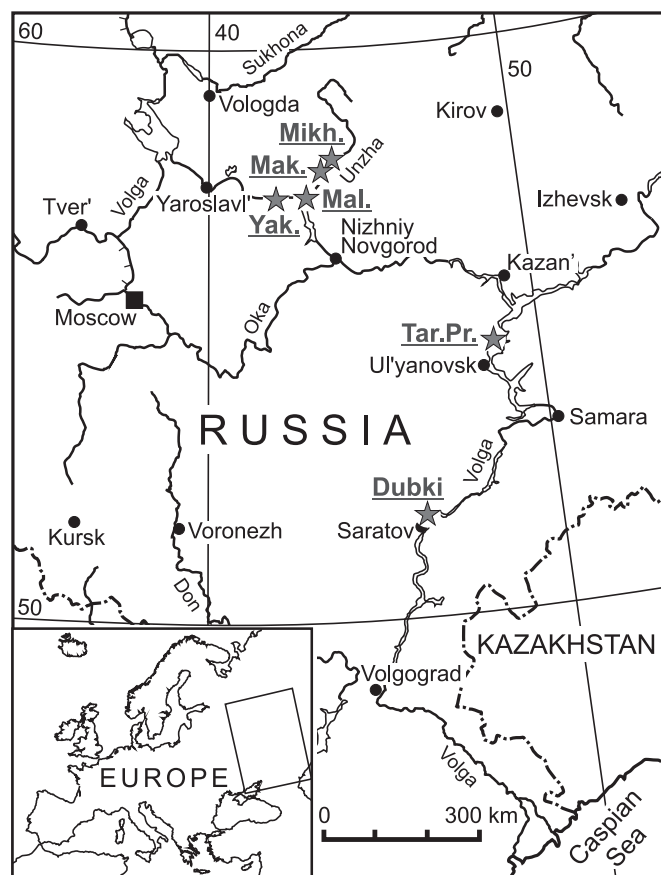 60
40
50
Sukhona
Vologda
Kirov
Mikh.
Mak.
Unzha
Volga
Yaroslavl'
Mal.
Izhevsk
Tver'
Yak.
Nizhniy
Novgorod
Kazan'
Moscow
Oka
Tar.Pr.
Ul'yanovsk
RUSSIA
Samara
Volga
Dubki
Kursk
Voronezh
Saratov
Don
50
KAZAKHSTAN
Volgograd
EUROPE
Volga
0
300 km
Caspian
Sea